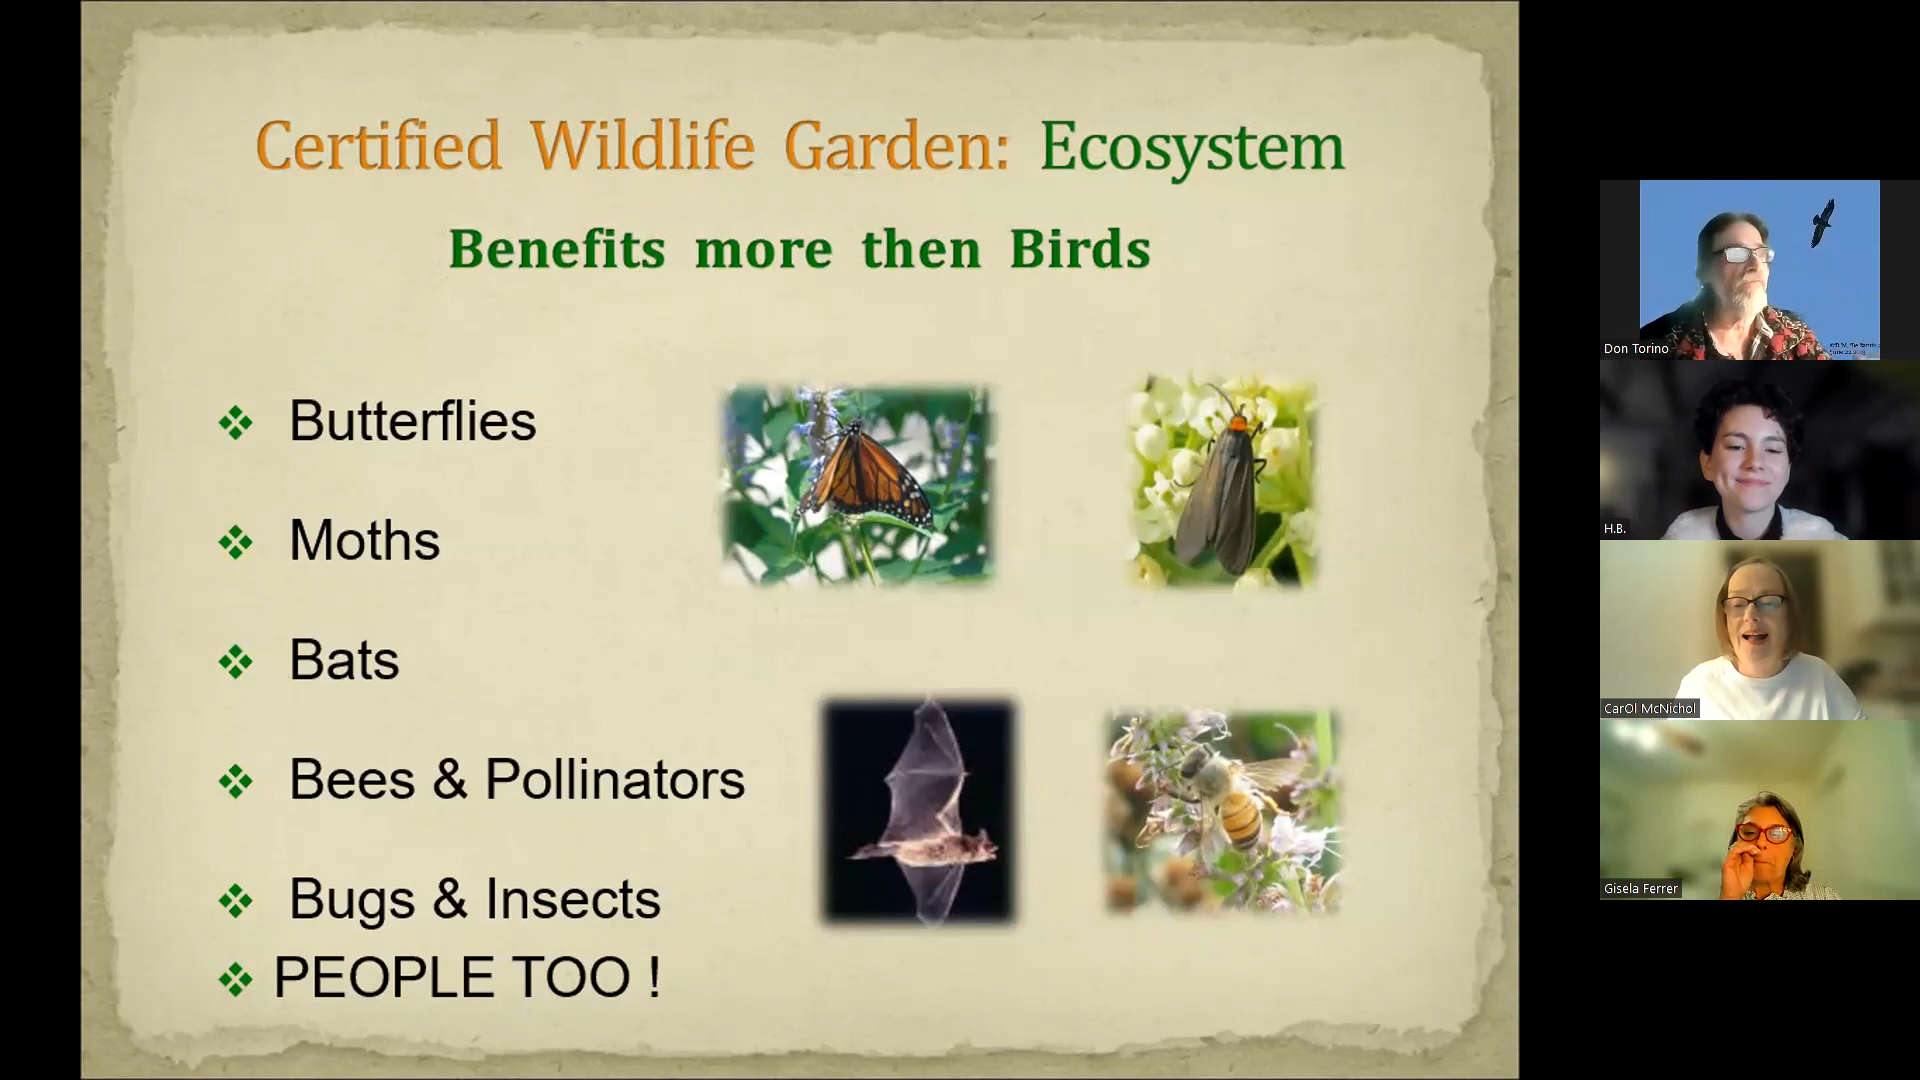 Certified Wildlife Garden: Ecosystem
Benefits more then Birds
Butterflies
Moths
Bats
Bees & Pollinators
Bugs & Insects
PEOPLE TOO !
Don Torino
H.B.
CarOl McNichol
Gisela Ferrer